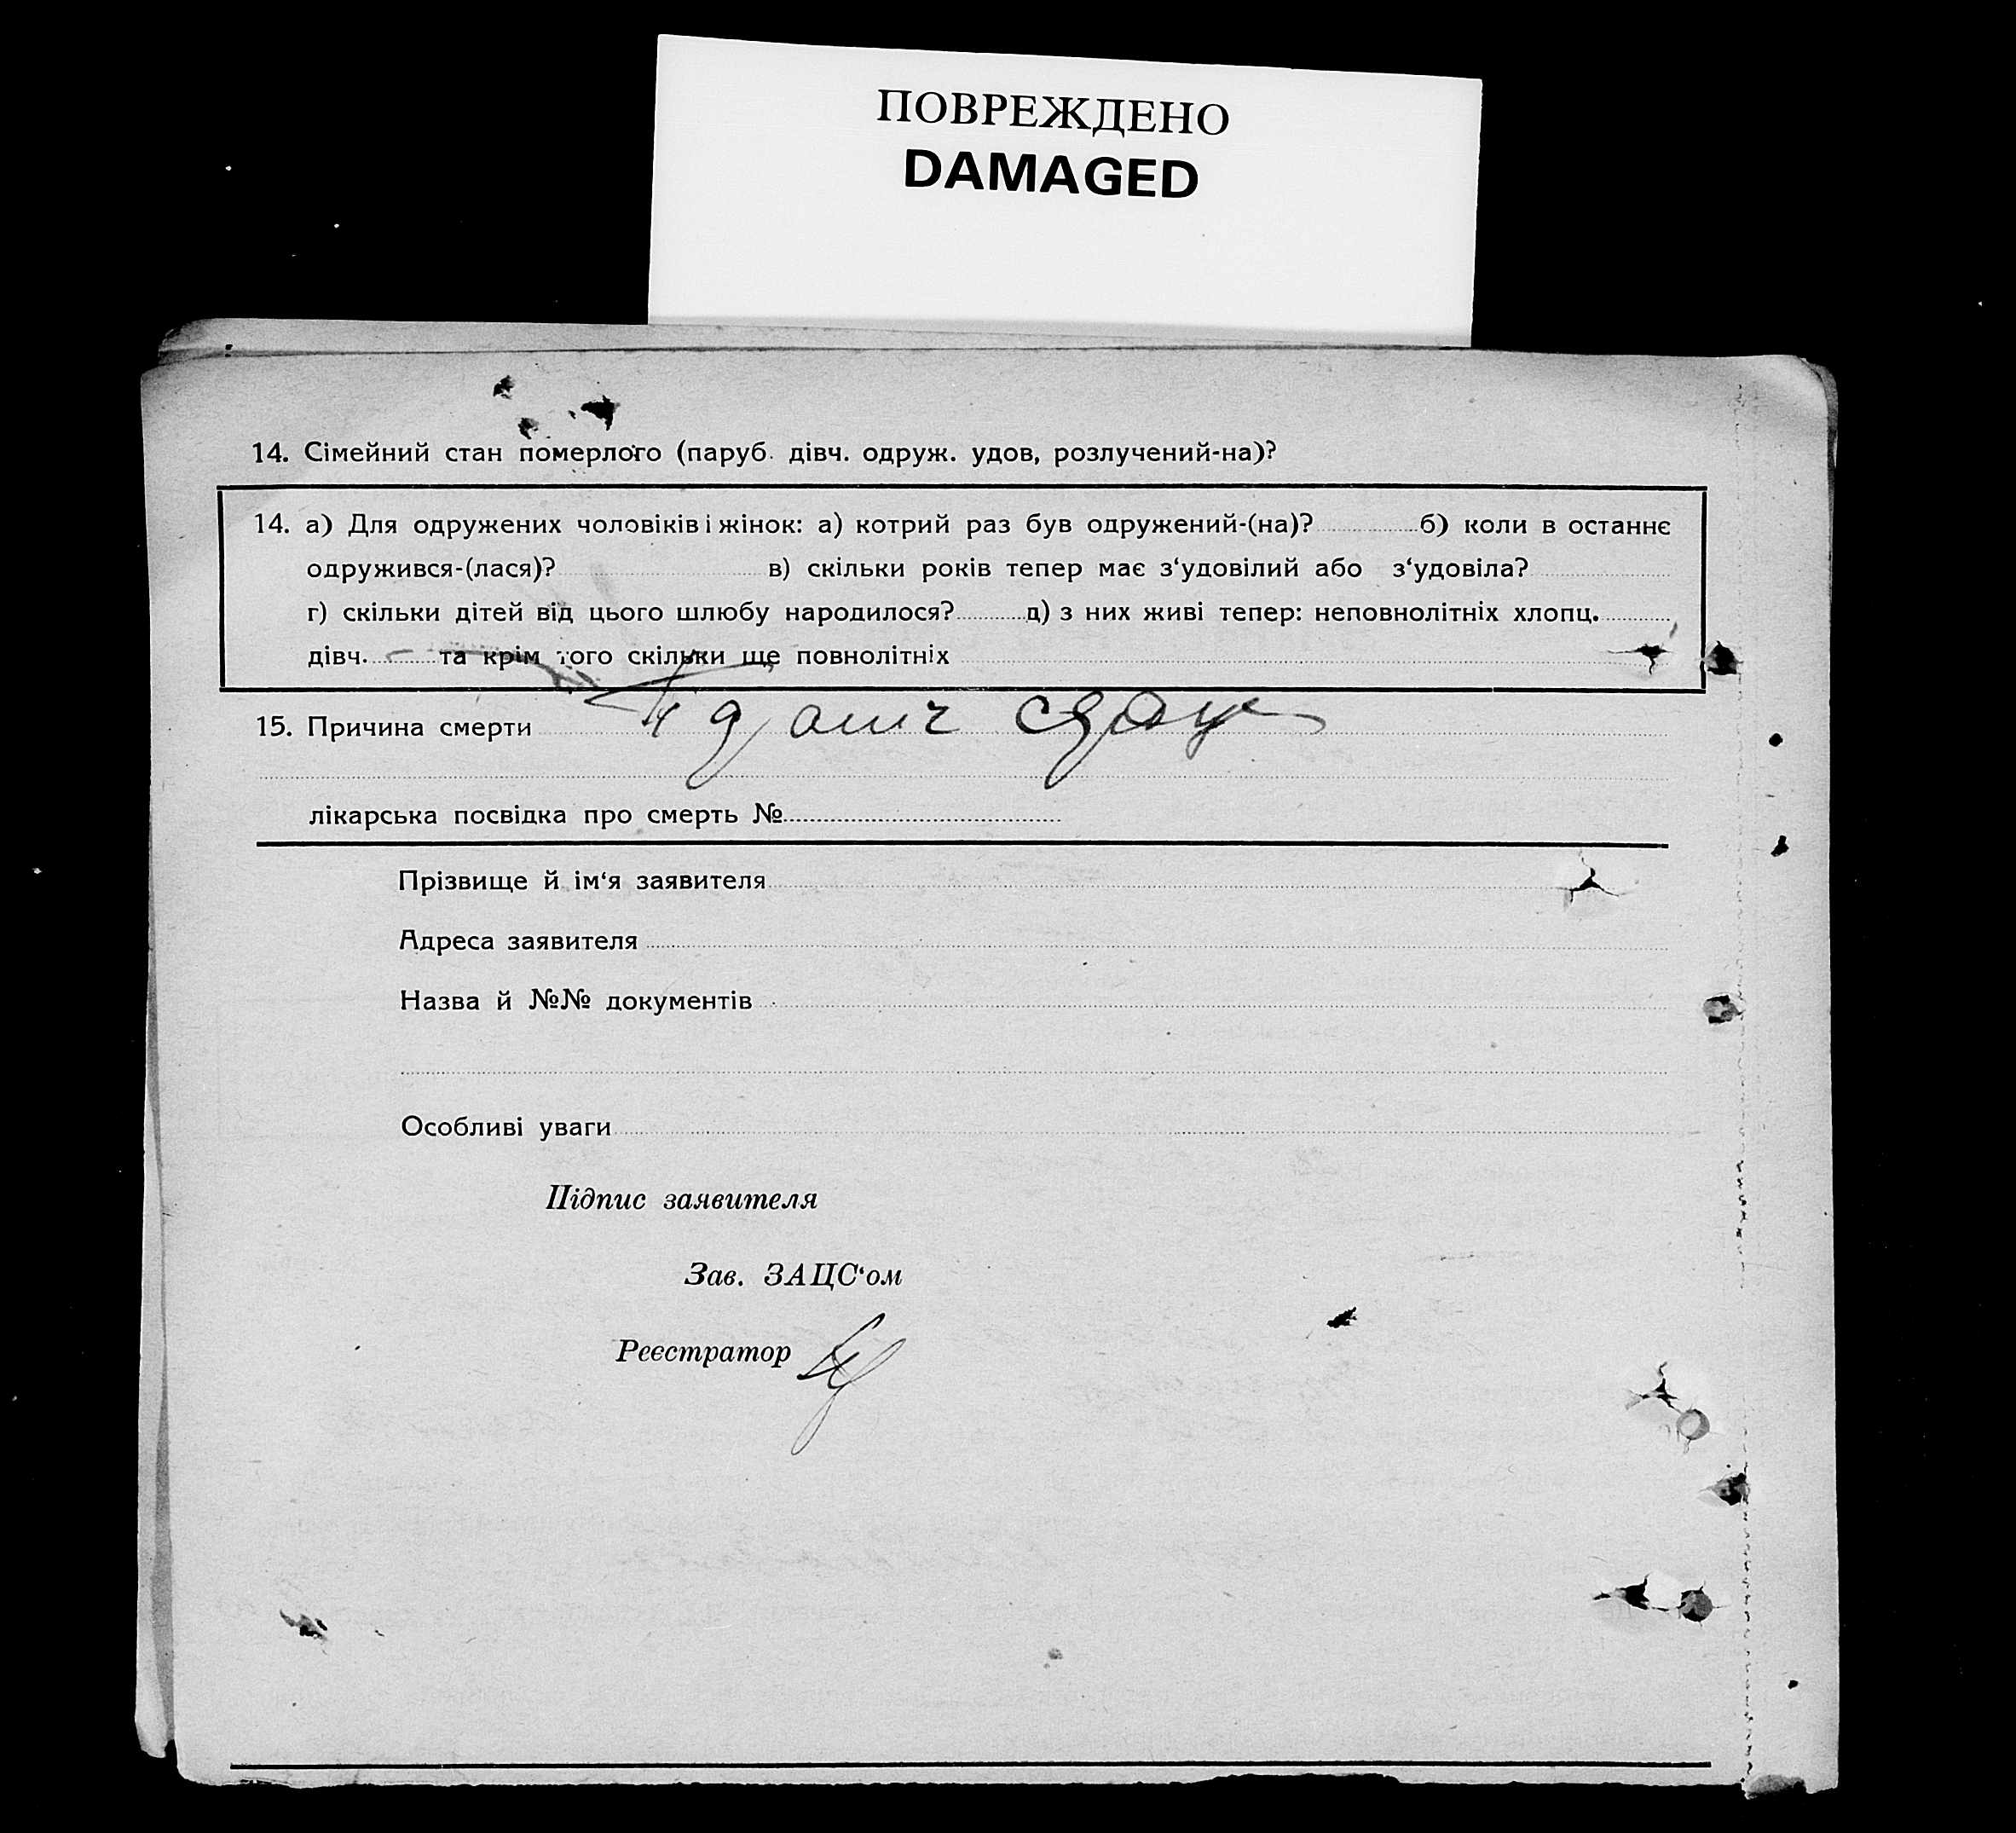 ПОВРЕЖДЕНО
DAMAGED
14. Сімейний стан померлого (паруб. дівч. одруж. удов, розлучений-на)?
14. а) Для одружених чоловіків і жінок: а) котрий раз був одружений-(на)? б) коли в останнє
одружився-(лася)? в) скільки років тепер має з‘удовілий або з‘удовіла?
г) скільки дітей від цього шлюбу народилося? д) з них живі тепер: неповнолітніх хлопц.
дівч. та крім того скільки ще повнолітніх
15. Причина смерти
лікарська посвідка про смерть №
Прізвище й ім‘я заявителя
Адреса заявителя
Назва й №№ документів
Особливі уваги
Підпис заявителя
Зав. ЗАЦС‘ом
Реєстратор